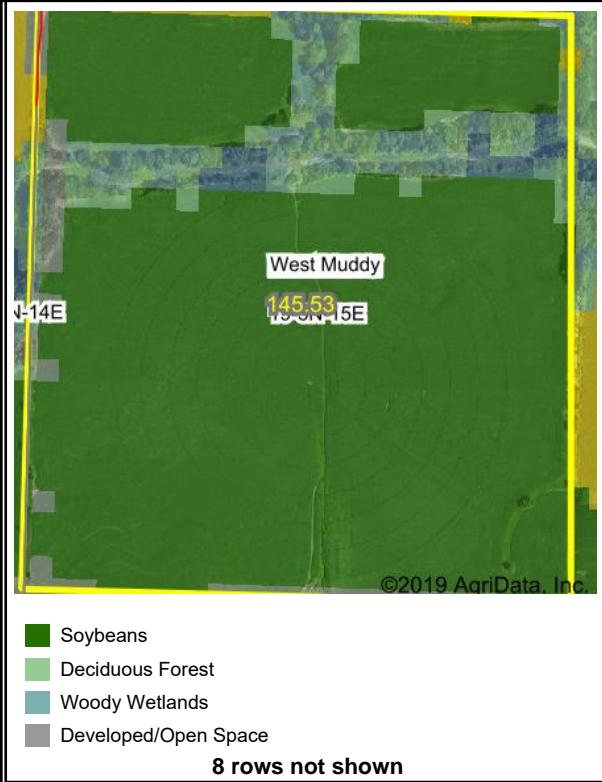 West Muddy
N-14E
145.53
15E
©2019 AgriData, Inc.
Soybeans
Deciduous Forest
Woody Wetlands
Developed/Open Space
8 rows not shown